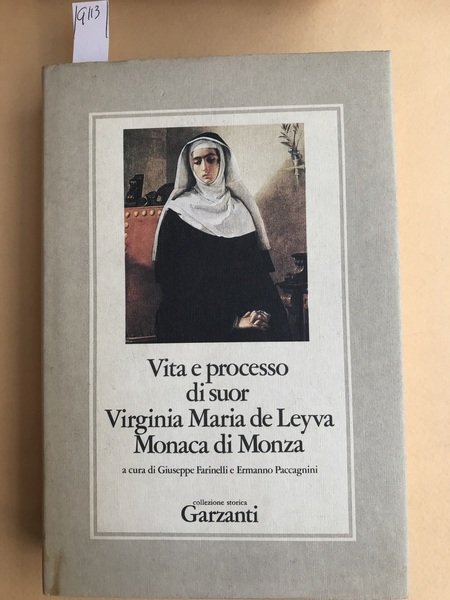 G113
Vita e processo
di suor
Virginia Maria de Leyva
Monaca di Monza
a cura di Giuseppe Farinelli e Ermanno Paccagnini
collezione storica
Garzanti